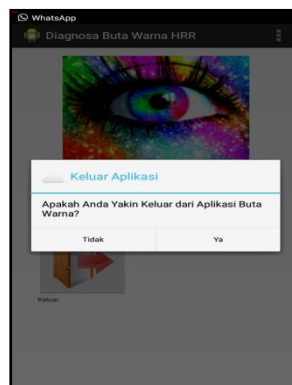 WhatsApp
Diagnosa Buta Warna HRR
Keluar Aplikasi
Apakah Anda Yakin Keluar dari Aplikasi Buta
Warna?
Tidak Ya
Keluar